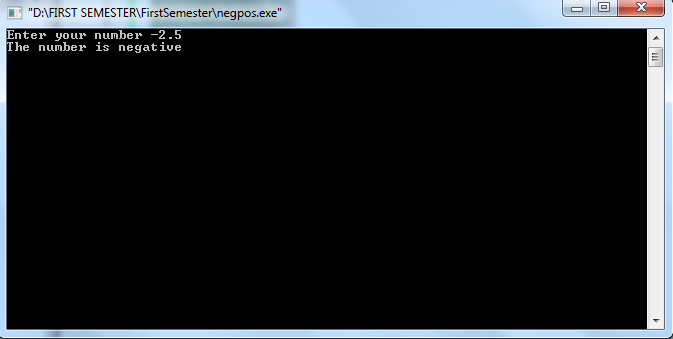 "D:\FIRST SEMESTER\FirstSemester\negpos.exe"
Enter your number -2.5
The number is negative